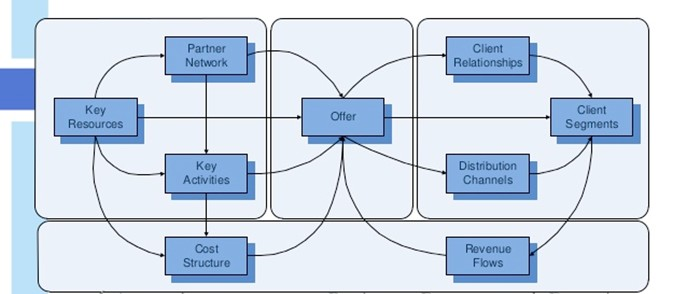 Partner
Network
Client
Relationships
Key
Resources
Offer
Client
Segments
Key
Activities
Distribution
Channels
Cost
Structure
Revenue
Flows